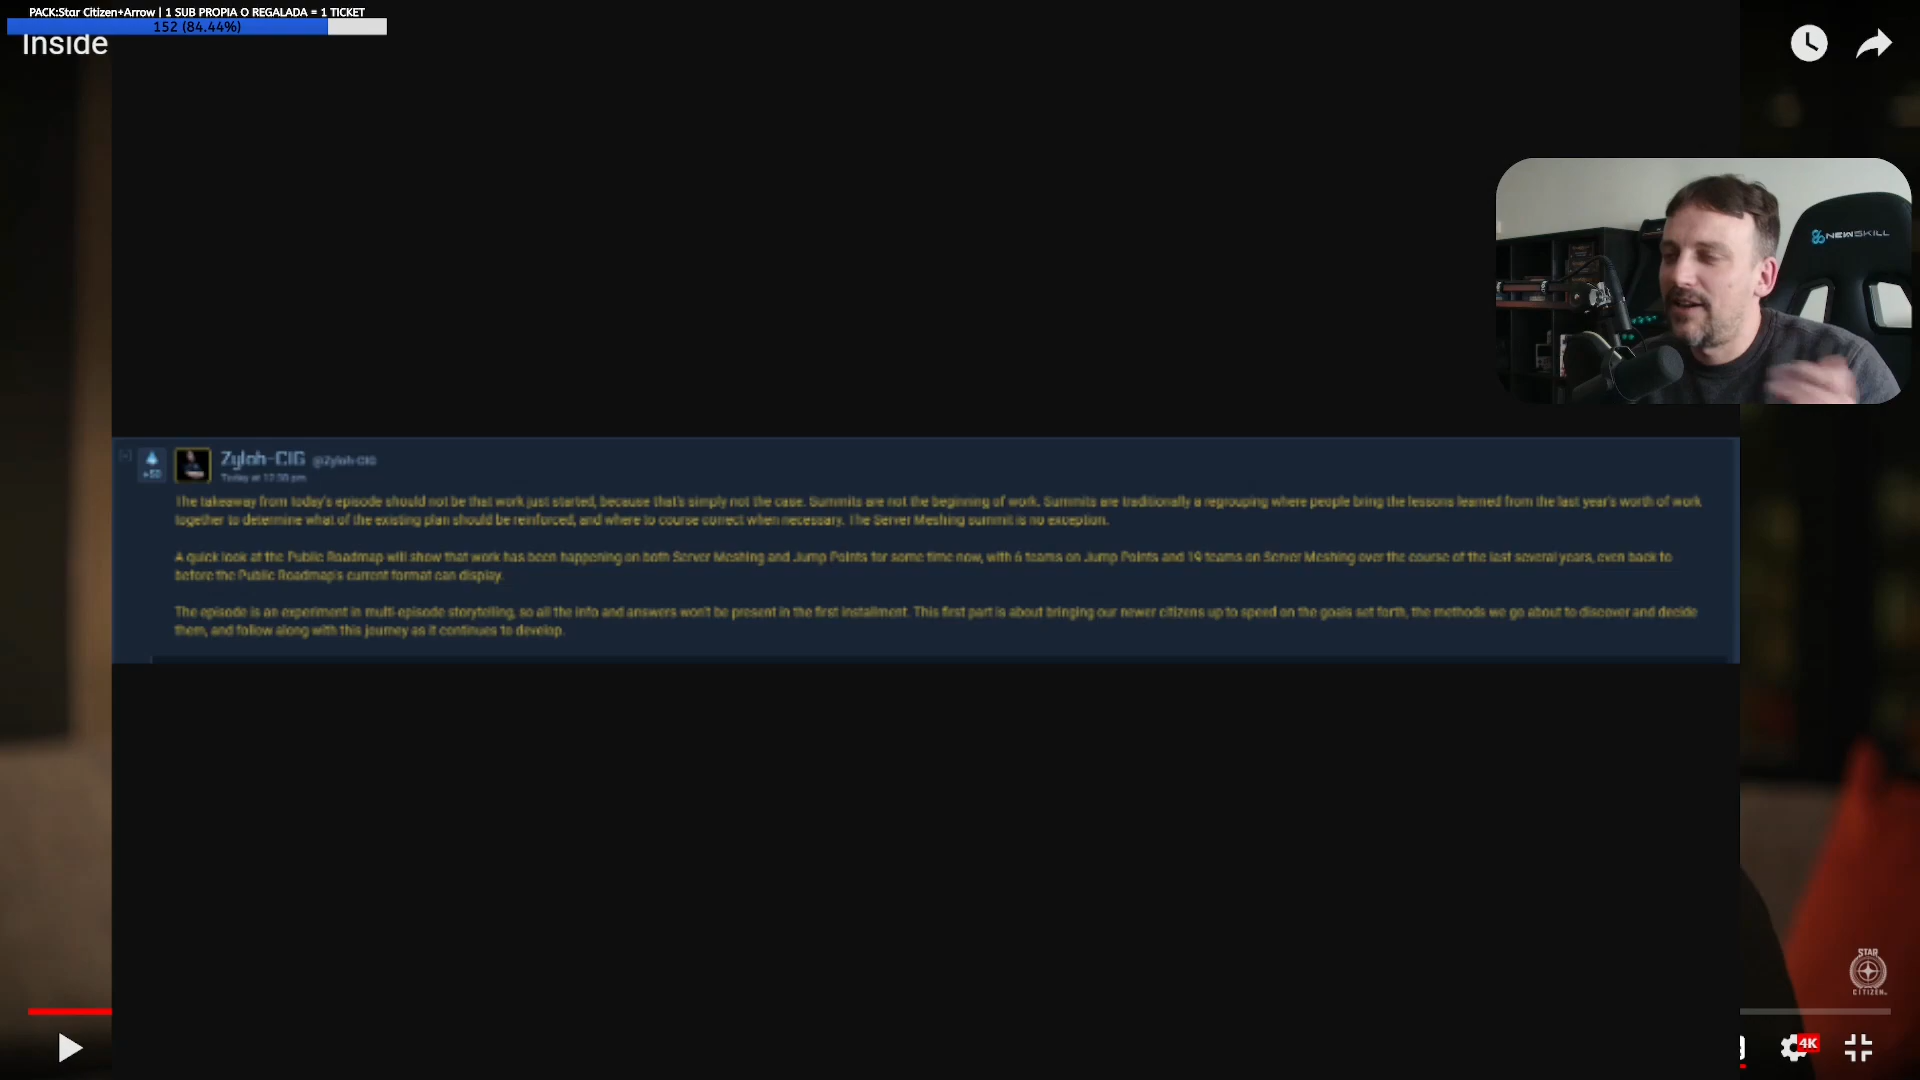 PACK:Star Citizen+Arrow | 1 SUB PROPIA O REGALADA = 1 TICKET
152 (84.44%)
Inside
NEWSKILL
Zyloh-CIG @Zyloh-CIG
+50
Today at 12:30 pm
The takeaway from today's episode should not be that work just started, because that's simply not the case. Summits are not the beginning of work. Summits are traditionally a regrouping where people bring the lessons learned from the last year's worth of work
together to determine what of the existing plan should be reinforced, and where to course correct when necessary. The Server Meshing summit is no exception.
A quick look at the Public Roadmap will show that work has been happening on both Server Meshing and Jump Points for some time now, with 6 teams on Jump Points and 19 teams on Server Meshing over the course of the last several years, even back to
before the Public Roadmap's current format can display.
The episode is an experiment in multi-episode storytelling, so all the info and answers won't be present in the first installment. This first part is about bringing our newer citizens up to speed on the goals set forth, the methods we go about to discover and decide
them, and follow along with this journey as it continues to develop.
STAR
CITIZEN
4K